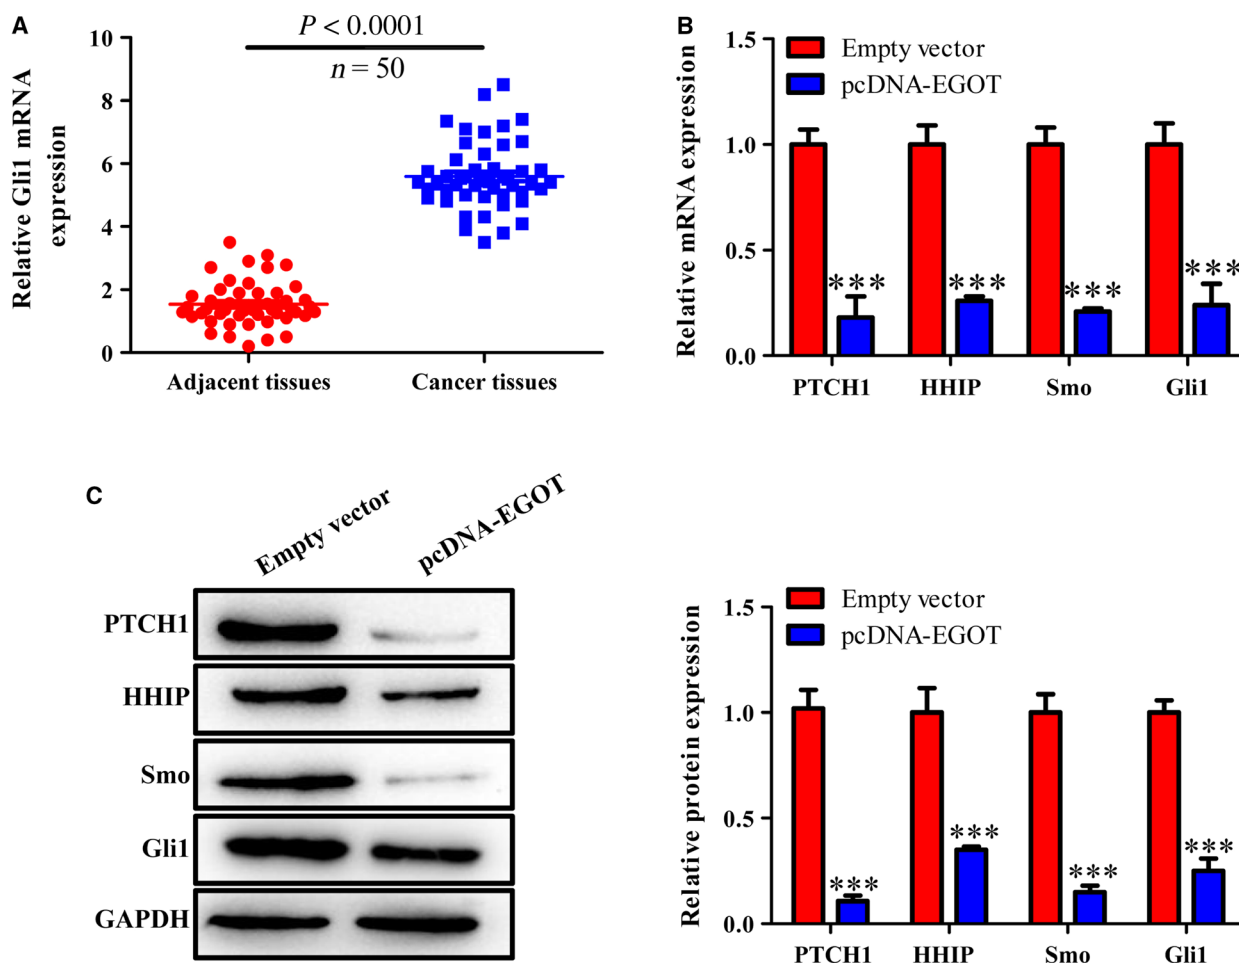 A
P < 0.0001
n = 50
Relative Gli1 mRNA
expression
10
8
6
4
2
0
Adjacent tissues
Cancer tissues
B
Empty vector
pcDNA-EGOT
Relative mRNA expression
1.5
1.0
0.5
0.0
***
***
***
***
PTCH1
HHIP
Smo
Gli1
C
Empty vector
pcDNA-EGOT
PTCH1
HHIP
Smo
Gli1
GAPDH
Empty vector
pcDNA-EGOT
Relative protein expression
1.5
1.0
0.5
0.0
***
***
***
***
PTCH1
HHIP
Smo
Gli1